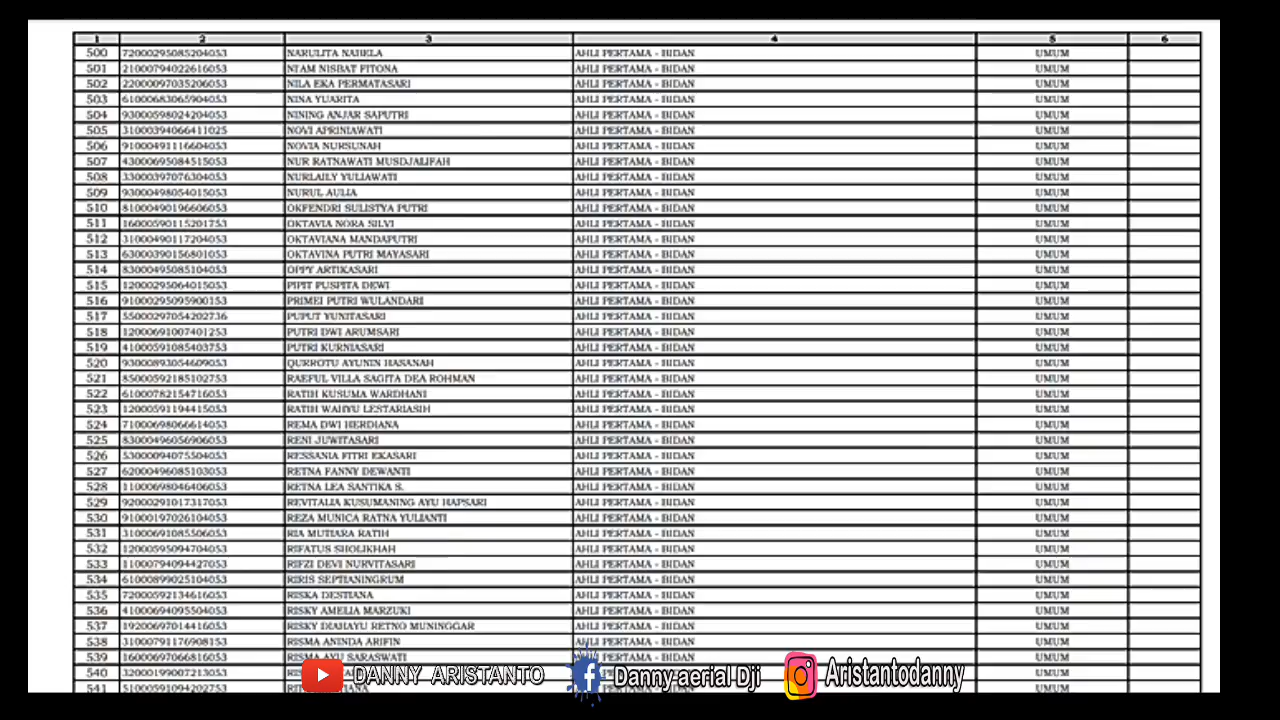 1 2 3 4 5 6
500 72000295085204053 NARULITA NABELA AHLI PERTAMA - BIDAN UMUM
501 21000794022616053 NTAM NISBAT FITONA AHLI PERTAMA - BIDAN UMUM
502 22000097035206053 NILA EKA PERMATASARI AHLI PERTAMA - BIDAN UMUM
503 61000683065904053 NINA YUARITA AHLI PERTAMA - BIDAN UMUM
504 93000598024204053 NINING ANJAR SAPUTRI AHLI PERTAMA - BIDAN UMUM
505 31000394066411025 NOVI APRINIAWATI AHLI PERTAMA - BIDAN UMUM
506 91000491116604053 NOVIA NURSUNAH AHLI PERTAMA - BIDAN UMUM
507 43000695084515053 NUR RATNAWATI MUSDJALIFAH AHLI PERTAMA - BIDAN UMUM
508 33000397076304053 NURLAILY YULIAWATI AHLI PERTAMA - BIDAN UMUM
509 93000498054015053 NURUL AULIA AHLI PERTAMA - BIDAN UMUM
510 81000490196606053 OKFENDRI SULISTYA PUTRI AHLI PERTAMA - BIDAN UMUM
511 16000590115201753 OKTAVIA NORA SILVI AHLI PERTAMA - BIDAN UMUM
512 31000490117204053 OKTAVIANA MANDAPUTRI AHLI PERTAMA - BIDAN UMUM
513 63000390156801053 OKTAVINA PUTRI MAYASARI AHLI PERTAMA - BIDAN UMUM
514 83000495085104053 OPPY ARTIKASARI AHLI PERTAMA - BIDAN UMUM
515 12000295064015053 PIPIT PUSPITA DEWI AHLI PERTAMA - BIDAN UMUM
516 91000295095900153 PRIMEI PUTRI WULANDARI AHLI PERTAMA - BIDAN UMUM
517 55000297054202736 PUPUT YUNITASARI AHLI PERTAMA - BIDAN UMUM
518 12000691007401253 PUTRI DWI ARUMSARI AHLI PERTAMA - BIDAN UMUM
519 41000591085403753 PUTRI KURNIASARI AHLI PERTAMA - BIDAN UMUM
520 93000893054609053 QURROTU AYUNIN HASANAH AHLI PERTAMA - BIDAN UMUM
521 85000592185102753 RAEFUL VILLA SAGITA DEA ROHMAN AHLI PERTAMA - BIDAN UMUM
522 61000782154716053 RATIH KUSUMA WARDHANI AHLI PERTAMA - BIDAN UMUM
523 12000591194415053 RATIH WAHYU LESTARIASIH AHLI PERTAMA - BIDAN UMUM
524 71000698066614053 REMA DWI HERDIANA AHLI PERTAMA - BIDAN UMUM
525 83000496056906053 RENI JUWITASARI AHLI PERTAMA - BIDAN UMUM
526 53000094075504053 RESSANIA FITRI EKASARI AHLI PERTAMA - BIDAN UMUM
527 62000496085103053 RETNA FANNY DEWANTI AHLI PERTAMA - BIDAN UMUM
528 11000698046406053 RETNA LEA SANTIKA S. AHLI PERTAMA - BIDAN UMUM
529 92000291017317053 REVITALIA KUSUMANING AYU HAPSARI AHLI PERTAMA - BIDAN UMUM
530 91000197026104053 REZA MUNICA RATNA YULIANTI AHLI PERTAMA - BIDAN UMUM
531 31000691085506053 RIA MUTIARA RATIH AHLI PERTAMA - BIDAN UMUM
532 12000595094704053 RIFATUS SHOLIKHAH AHLI PERTAMA - BIDAN UMUM
533 11000794094427053 RIFZI DEVI NURVITASARI AHLI PERTAMA - BIDAN UMUM
534 61000899025104053 RIRIS SEPTIANINGRUM AHLI PERTAMA - BIDAN UMUM
535 72000592134616053 RISKA DESTIANA AHLI PERTAMA - BIDAN UMUM
536 41000694095504053 RISKY AMELIA MARZUKI AHLI PERTAMA - BIDAN UMUM
537 19200697014416053 RISKY DIAHAYU RETNO MUNINGGAR AHLI PERTAMA - BIDAN UMUM
538 31000791176908153 RISMA ANINDA ARIFIN AHLI PERTAMA - BIDAN UMUM
539 16000697066816053 RISMA AYU SARASWATI AHLI PERTAMA - BIDAN UMUM
540 32000199007213053 UMUM
541 51000591094202753 UMUM
DANNY ARISTANTO Danny aerial Dji Aristantodanny